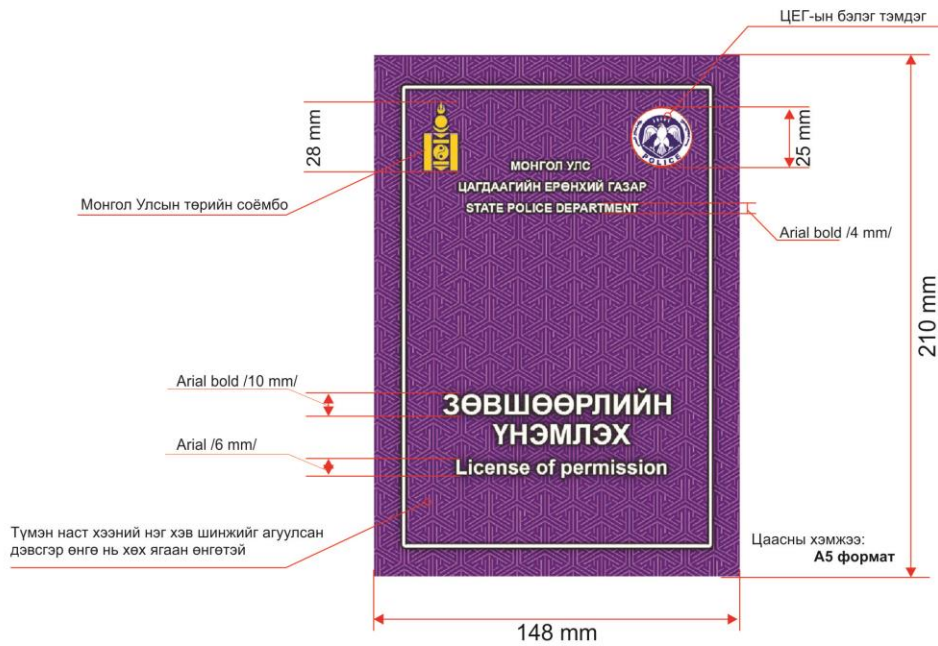 ЦЕГ-ын бэлэг тэмдэг
28 mm
25 mm
POLICE
МОНГОЛ УЛС
ЦАГДААГИЙН ЕРӨНХИЙ ГАЗАР
STATE POLICE DEPARTMENT
Монгол Улсын төрийн соёмбо
Arial bold /4 mm/
210 mm
Arial bold /10 mm/
ЗӨВШӨӨРЛИЙН
ҮНЭМЛЭХ
Arial /6 mm/
License of permission
Түмэн наст хээний нэг хэв шинжийг агуулсан
дэвсгэр өнгө нь хөх ягаан өнгөтэй
Цаасны хэмжээ:
А5 формат
148 mm